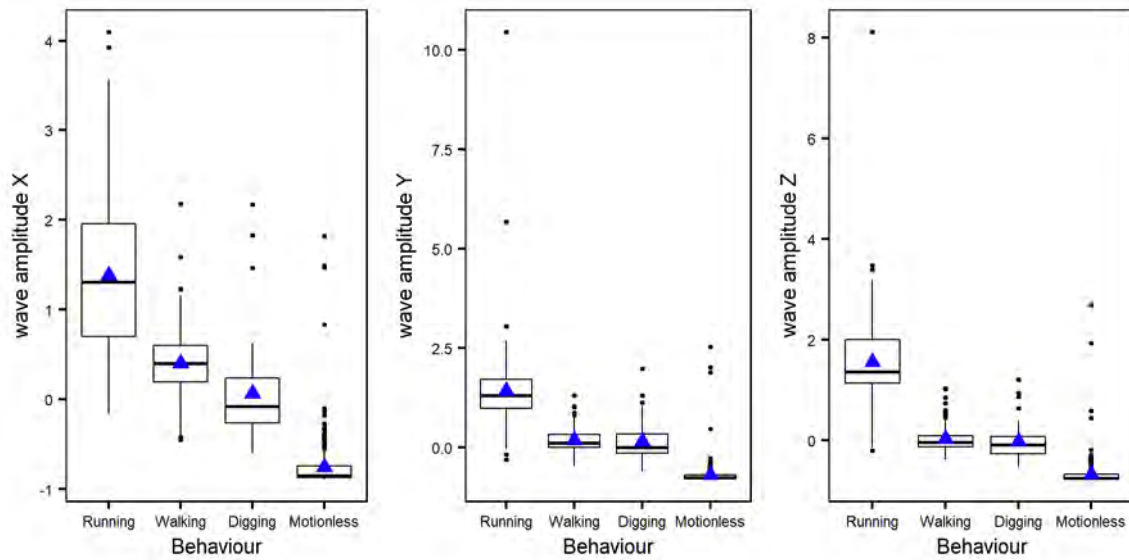 wave amplitude X
4
3
2
1
0
-1
Running Walking Digging Motionless
Behaviour
wave amplitude Y
10.0
7.5
5.0
2.5
0.0
Running Walking Digging Motionless
Behaviour
wave amplitude Z
8
6
4
2
0
Running Walking Digging Motionless
Behaviour